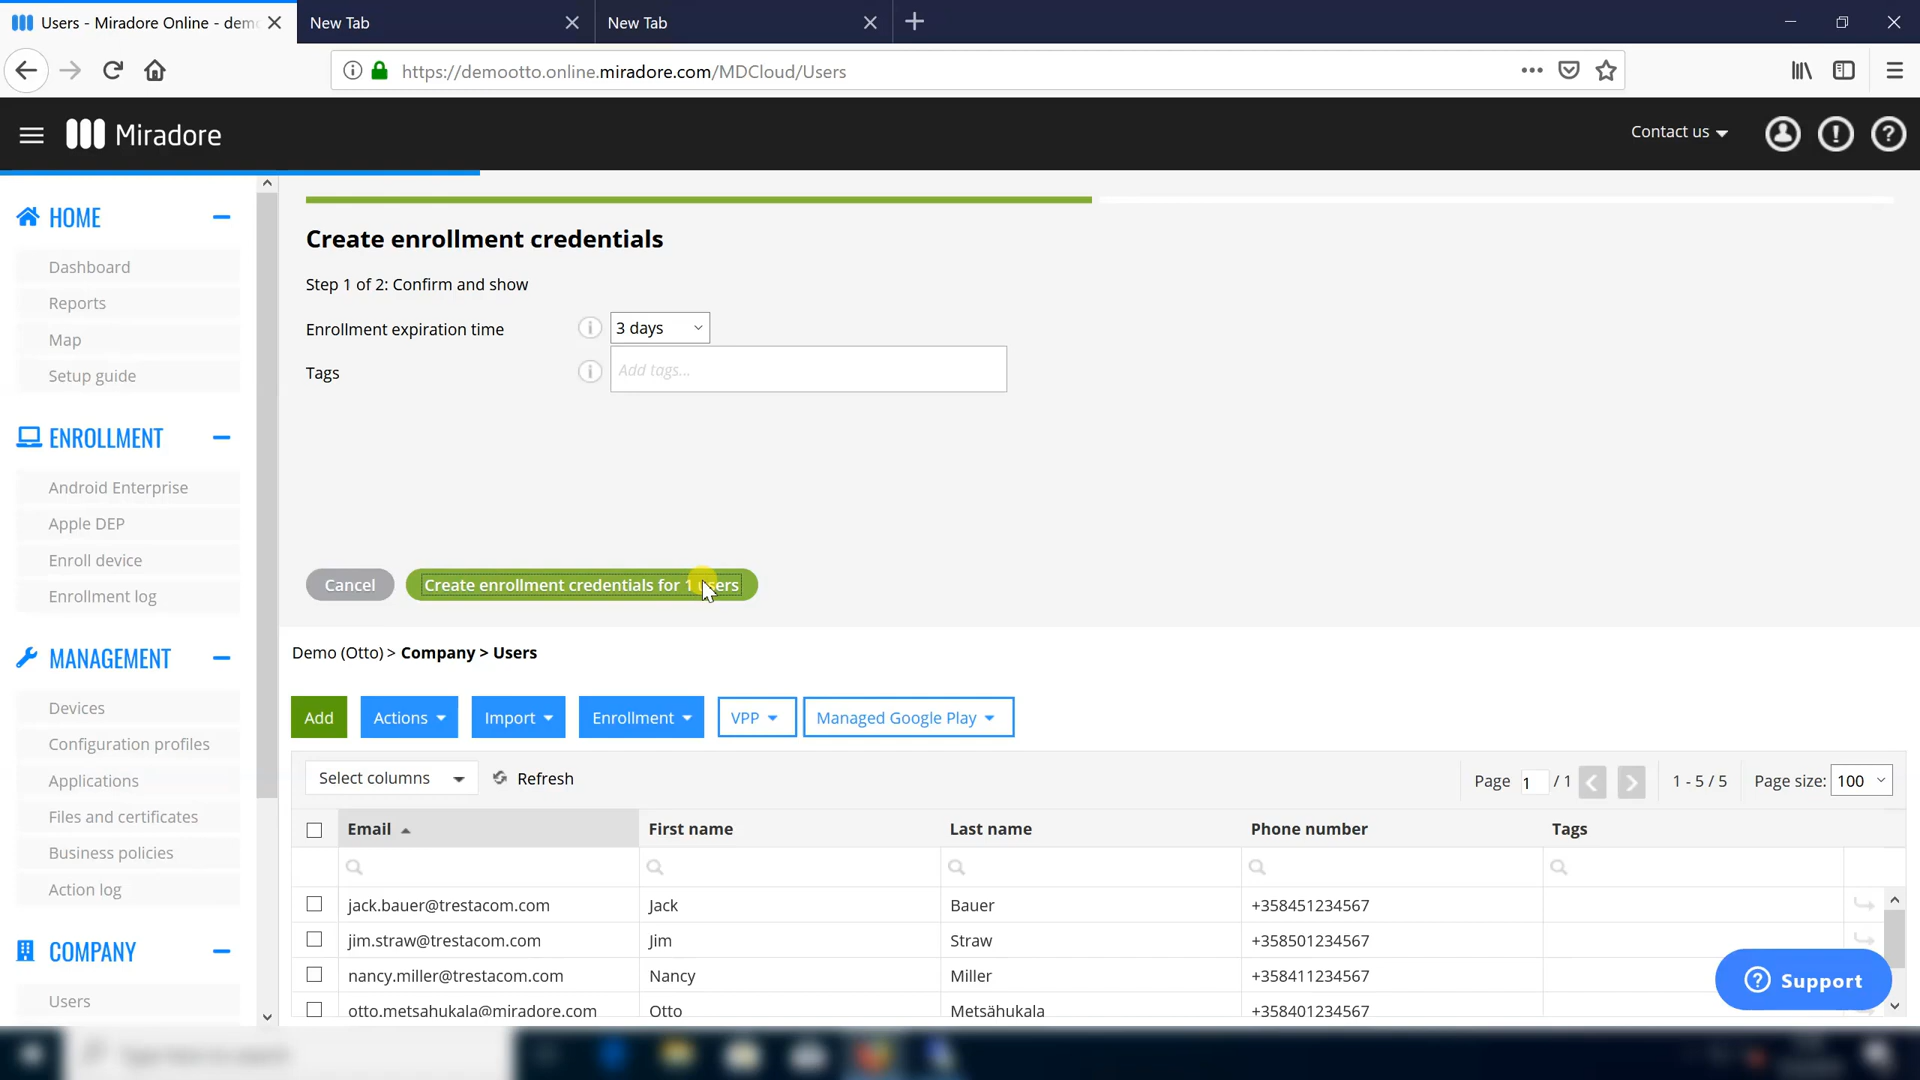 Users - Miradore Online - demo
New Tab
New Tab
https://demootto.online.miradore.com/MDCloud/Users
Miradore
Contact us
HOME
Dashboard
Reports
Map
Setup guide
ENROLLMENT
Android Enterprise
Apple DEP
Enroll device
Enrollment log
MANAGEMENT
Devices
Configuration profiles
Applications
Files and certificates
Business policies
Action log
COMPANY
Users
Create enrollment credentials
Step 1 of 2: Confirm and show
Enrollment expiration time
3 days
Tags
Add tags...
Cancel
Create enrollment credentials for 1 users
Demo (Otto) > Company > Users
Add
Actions
Import
Enrollment
VPP
Managed Google Play
Select columns
Refresh
Page 1 / 1
1 - 5 / 5
Page size: 100
Email First name Last name Phone number Tags
jack.bauer@trestacom.com Jack Bauer +358451234567
jim.straw@trestacom.com Jim Straw +358501234567
nancy.miller@trestacom.com Nancy Miller +358411234567
otto.metsahukala@miradore.com Otto Metsähukala +358401234567
Support
Type here to search